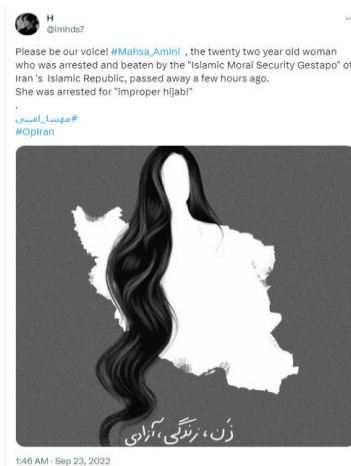 H
@imhds7
Please be our voice! #Mahsa_Amini , the twenty two year old woman
who was arrested and beaten by the "Islamic Moral Security Gestapo" of
Iran 's Islamic Republic, passed away a few hours ago.
She was arrested for "improper hijab!"
.
#مهسا_امینی
#OpIran
زن، زندگی، آزادی
1:46 AM · Sep 23, 2022